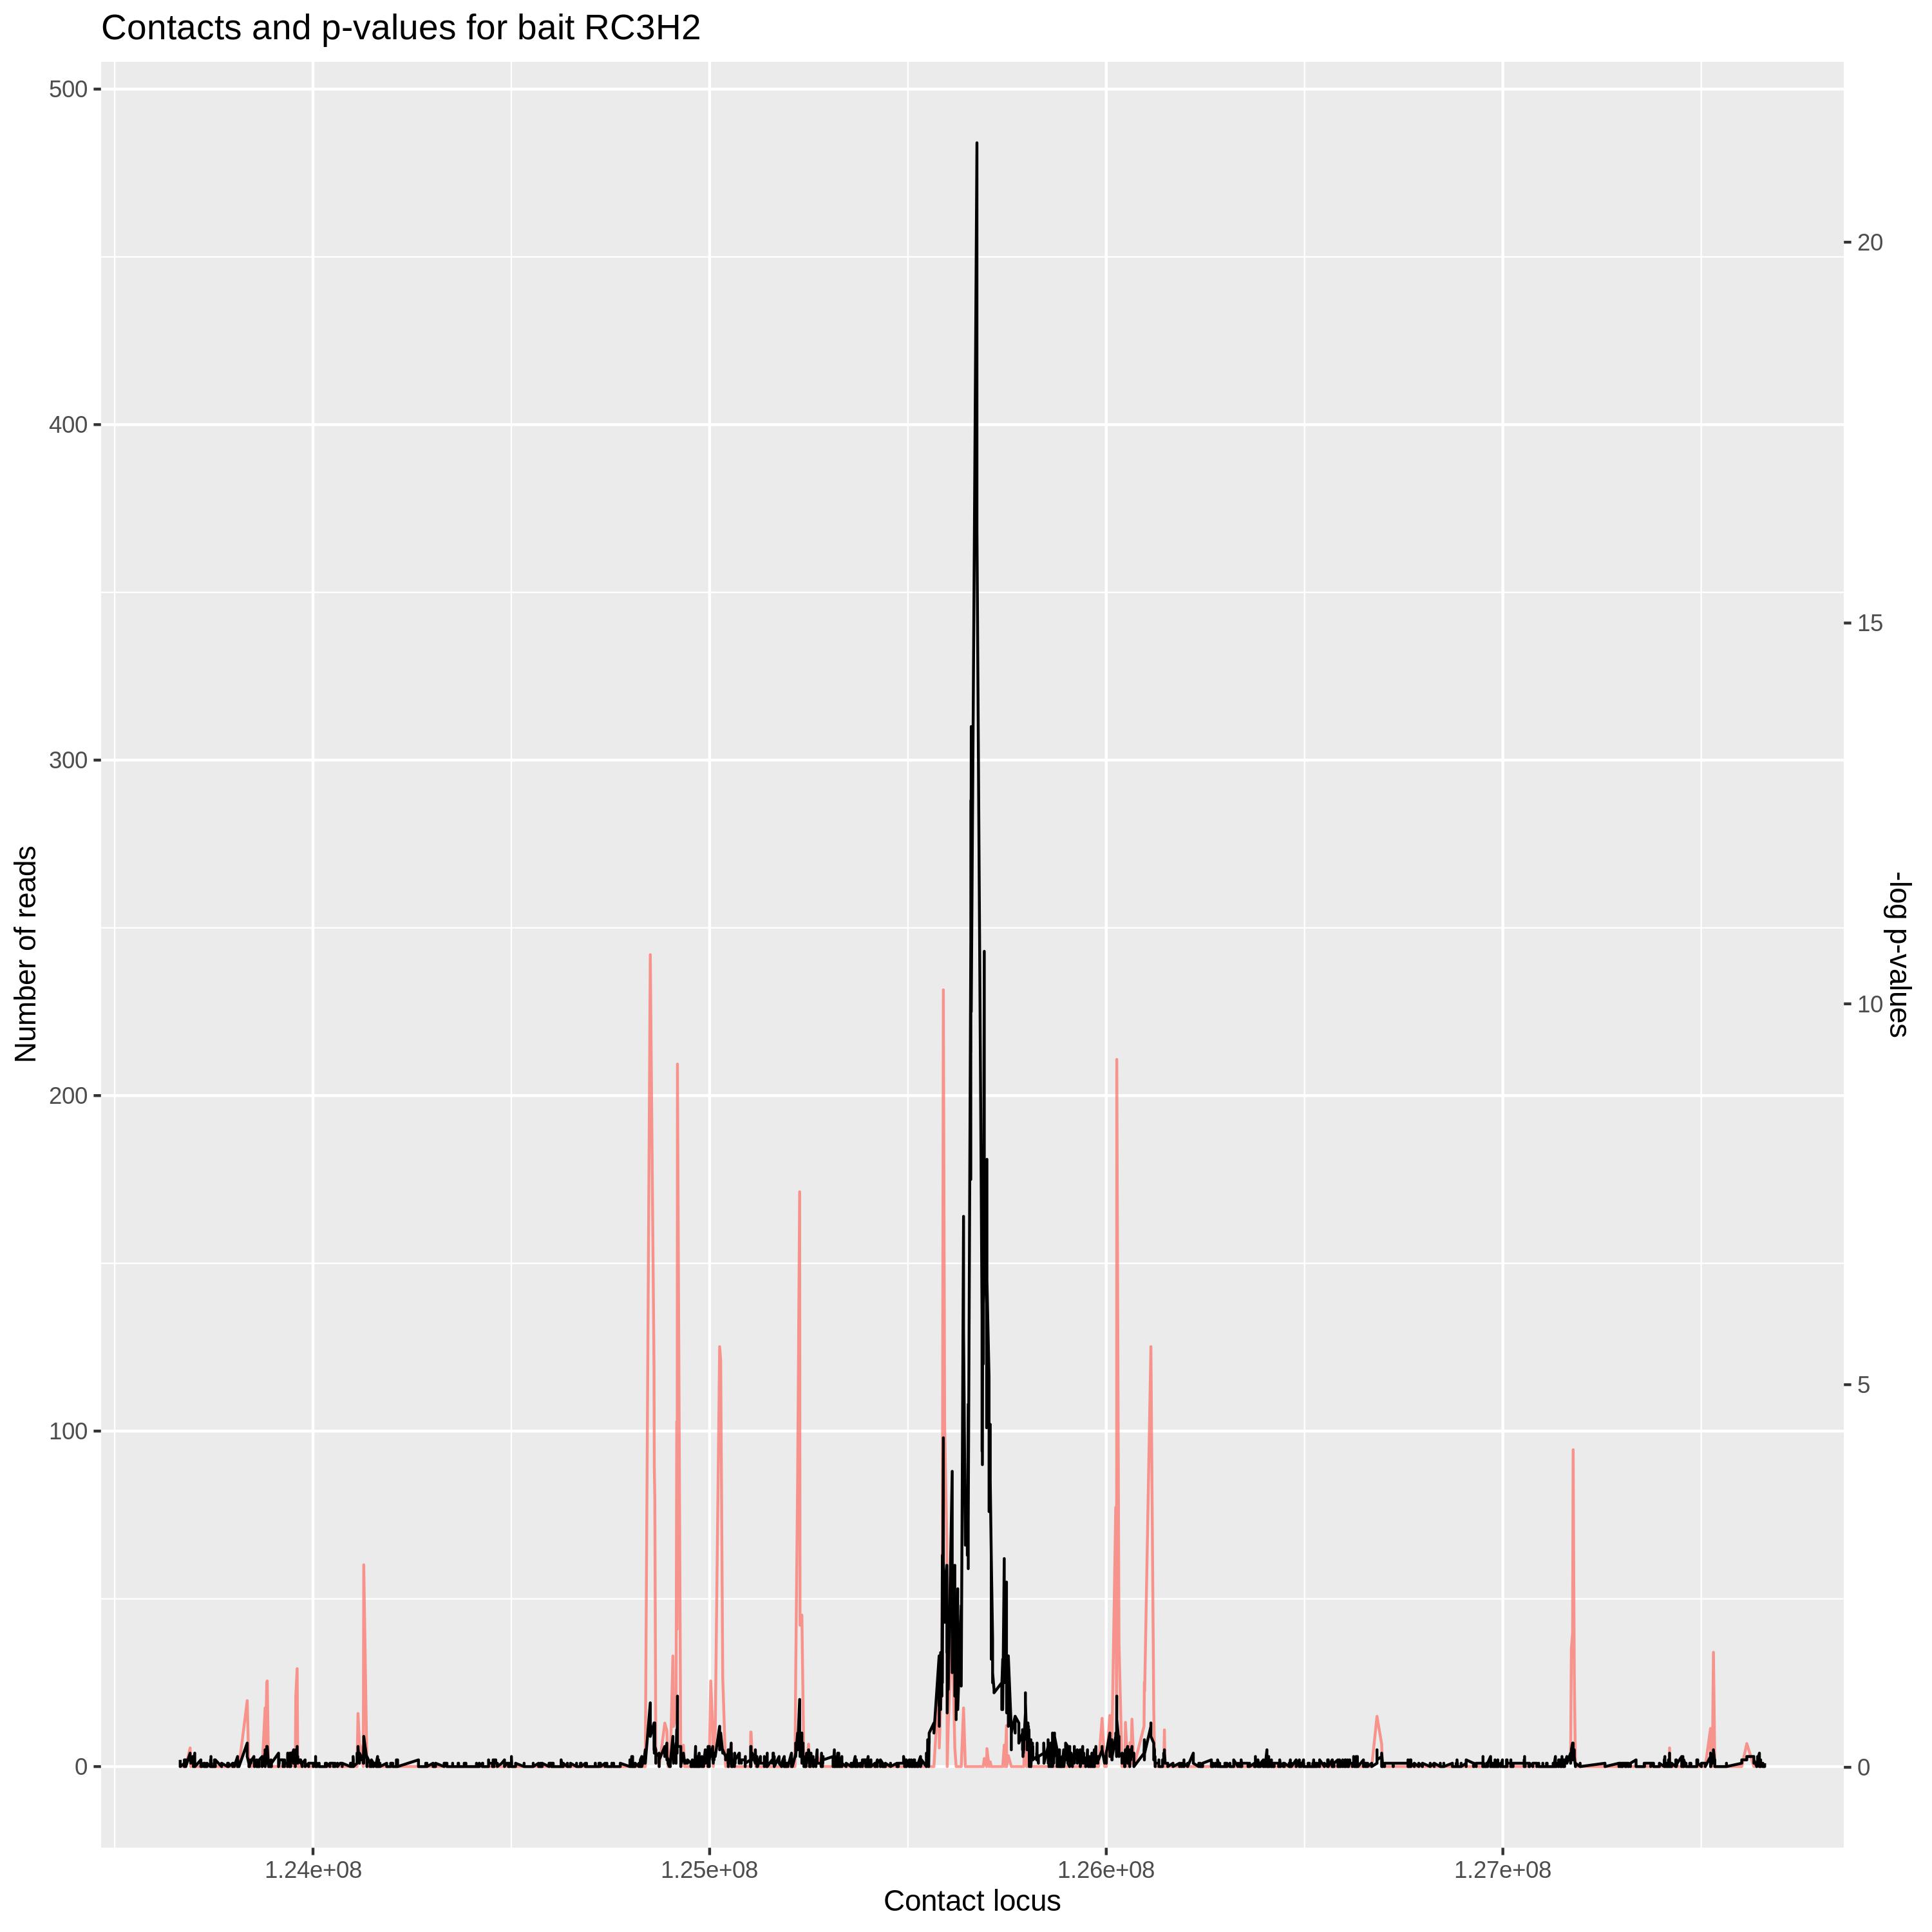 Contacts and p-values for bait RC3H2
500
400
300
200
100
0
Number of reads
20
15
10
5
0
-log p-values
1.24e+08
1.25e+08
1.26e+08
1.27e+08
Contact locus